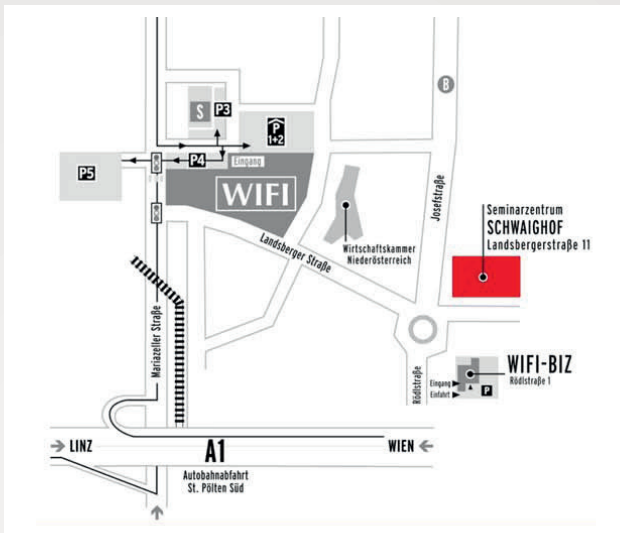 B
S
P3
P
1+2
P5
P4
Eingang
WIFI
Josefstraße
Seminarzentrum
SCHWAIGHOF
Landsbergerstraße 11
Wirtschaftskammer
Niederösterreich
Landsberger Straße
Mariazeller Straße
Rödlstraße
WIFI-BIZ
Rödlstraße 1
Eingang
Einfahrt
P
LINZ
A1
WIEN
Autobahnabfahrt
St. Pölten Süd